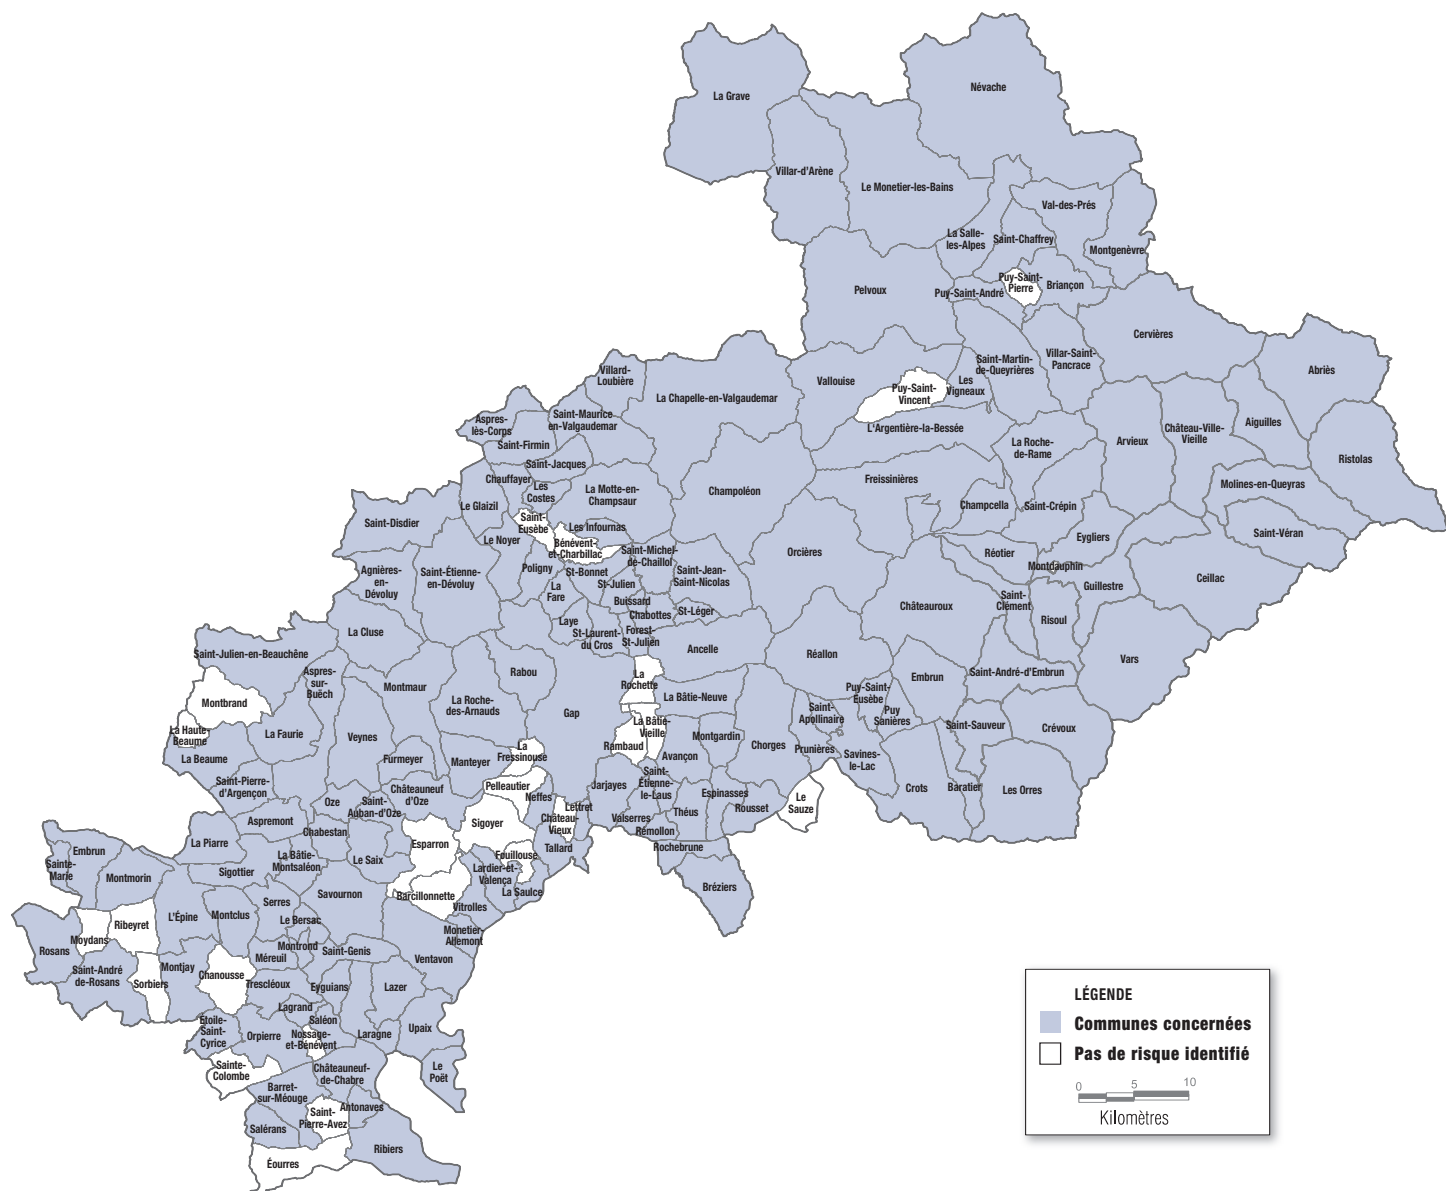 La Grave
Névache
Villar-d'Arène
Le Monetier-les-Bains
Val-des-Prés
La Salle-
les-Alpes
Saint-Chaffrey
Montgenèvre
Puy-Saint-
Pierre
Briançon
Pelvoux
Puy-Saint-André
Cervières
Saint-Martin-
de-Queyrières
Villar-Saint-
Pancrace
Abriès
Villard-
Loubière
Vallouise
Puy-Saint-
Vincent
Les
Vigneaux
La Chapelle-en-Valgaudemar
Aspres-
lès-Corps
Saint-Maurice
en-Valgaudemar
L'Argentière-la-Bessée
Aiguilles
Château-Ville-
Vieille
Arvieux
La Roche-
de-Rame
Saint-Firmin
Ristolas
Saint-Jacques
Chauffayer
Les
Costes
La Motte-en-
Champsaur
Champoléon
Freissinières
Molines-en-Queyras
Le Glaizil
Champcella
Saint-Crépin
Saint-Disdier
Saint-
Eusèbe
Les Infournas
Saint-Véran
Le Noyer
Bénévent-
et-Charbillac
Eygliers
Saint-Michel-
de-Chaillol
Orcières
Réotier
Montdauphin
Agnières-
en-
Dévoluy
Saint-Étienne-
en-Dévoluy
Poligny
St-Bonnet
St-Julien
Saint-Jean-
Saint-Nicolas
Ceillac
Guillestre
La
Fare
Buissard
Chabottes
St-Léger
Châteauroux
Saint-
Clément
Risoul
Laye
St-Laurent-
du Cros
Forest-
St-Julien
La Cluse
Ancelle
Réallon
Vars
Saint-Julien-en-Beauchêne
Aspres-
sur-
Buëch
Rabou
La
Rochette
Embrun
Saint-André-d'Embrun
Montmaur
La Roche-
des-Arnauds
La Bâtie-Neuve
Puy-Saint-
Eusèbe
Puy
Sanières
Montbrand
Gap
Saint-
Apollinaire
Saint-Sauveur
Crévoux
La Haute-
Beaume
La Faurie
Veynes
La Bâtie-
Vieille
Rambaud
Montgardin
Chorges
Prunières
Savines-
le-Lac
La Beaume
Furmeyer
Manteyer
La
Fressinouse
Avançon
Saint-Pierre-
d'Argençon
Châteauneuf
d'Oze
Pelleautier
Neffes
Jarjayes
Saint-
Étienne-
le-Laus
Espinasses
Rousset
Le
Sauze
Crots
Baratier
Les Orres
Oze
Saint-
Auban-d'Oze
Lettret
Château-
Vieux
Théus
Valserres
Aspremont
Chabestan
Sigoyer
Rémollon
Rochebrune
La Piarre
Esparron
Tallard
Embrun
Sainte-
Marie
Le Saix
La Bâtie-
Montsaléon
Fouillouse
Sigottier
Lardier-et-
Valença
Montmorin
La Saulce
Bréziers
Savournon
Barcillonnette
Vitrolles
Serres
L'Épine
Montclus
Le Bersac
Ribeyret
Monetier-
Allemont
Moydans
Rosans
Montrond
Saint-Genis
Méreuil
Ventavon
Saint-André
de-Rosans
Montjay
Chanousse
Sorbiers
Trescléoux
Eyguians
Lazer
Lagrand
Saléon
Étoile-
Saint-
Cyrice
Orpierre
Nossage-
et-Bénévent
Laragne
Upaix
Sainte-
Colombe
Châteauneuf-
de-Chabre
Le
Poët
Barret-
sur-Méouge
Saint-
Pierre-Avez
Antonaves
Salérans
Ribiers
Éourres
LÉGENDE
Communes concernées
Pas de risque identifié
0 5 10
Kilomètres